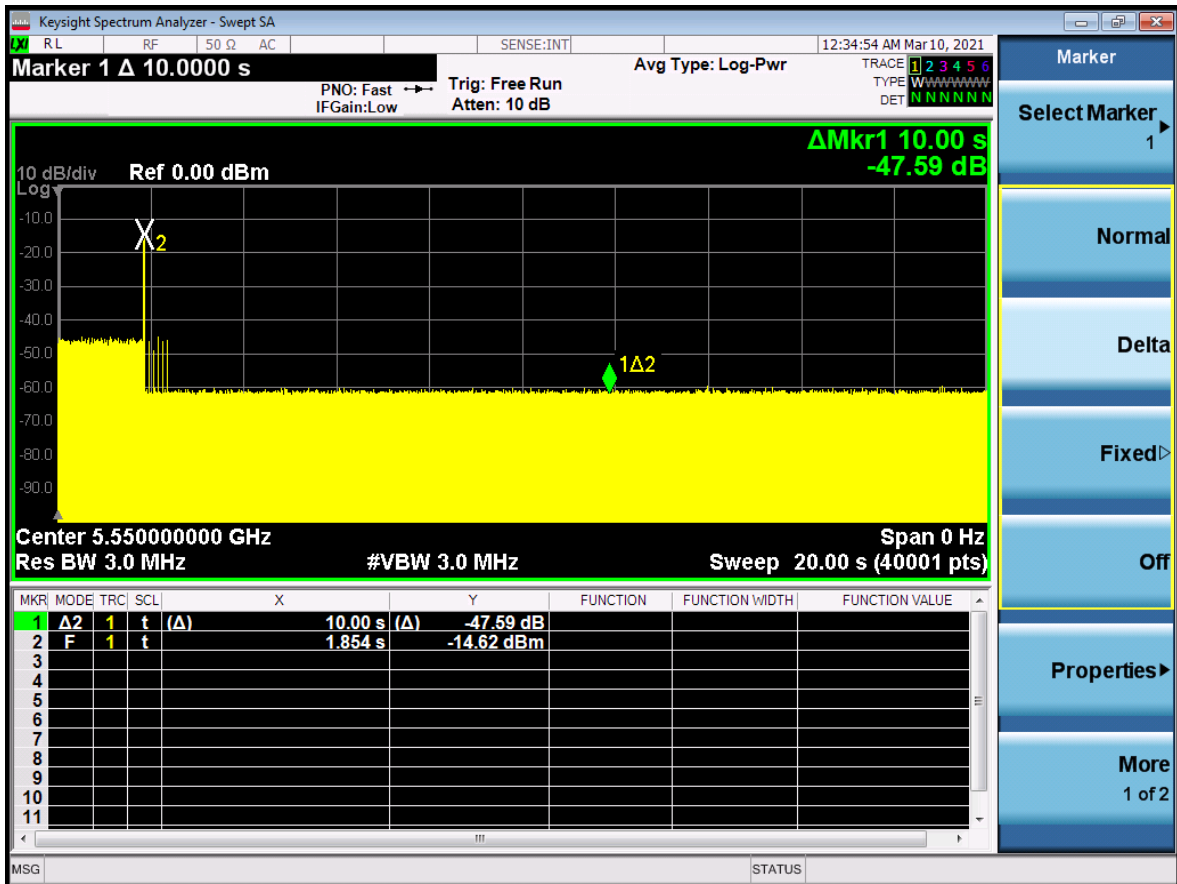 Keysight Spectrum Analyzer - Swept SA
LXI RL RF 50 Ω AC SENSE:INT 12:34:54 AM Mar 10, 2021
Marker 1 Δ 10.0000 s
PNO: Fast
IFGain:Low
Trig: Free Run
Atten: 10 dB
Avg Type: Log-Pwr
TRACE 1 2 3 4 5 6
TYPE WWWWWW
DET N N N N N N
ΔMkr1 10.00 s
-47.59 dB
10 dB/div Ref 0.00 dBm
Log
-10.0
-20.0
-30.0
-40.0
-50.0
-60.0
-70.0
-80.0
-90.0
X2
1Δ2
Center 5.550000000 GHz Span 0 Hz
Res BW 3.0 MHz #VBW 3.0 MHz Sweep 20.00 s (40001 pts)
MKR MODE TRC SCL X Y FUNCTION FUNCTION WIDTH FUNCTION VALUE
1 Δ2 1 t (Δ) 10.00 s (Δ) -47.59 dB
2 F 1 t 1.854 s -14.62 dBm
3
4
5
6
7
8
9
10
11
MSG STATUS
Marker
Select Marker
1
Normal
Delta
Fixed
Off
Properties
More
1 of 2